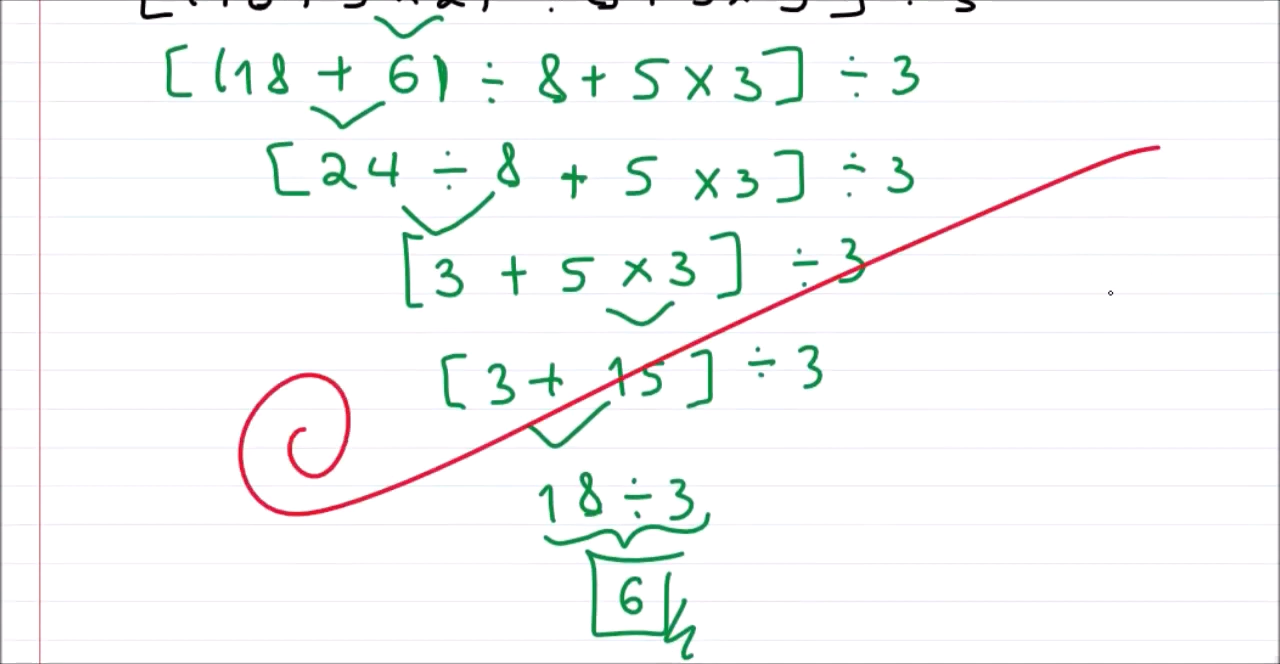 [(18 + 6) ÷ 8 + 5 × 3] ÷ 3
[24 ÷ 8 + 5 × 3] ÷ 3
[3 + 5 × 3] ÷ 3
[3 + 15] ÷ 3
18 ÷ 3
6